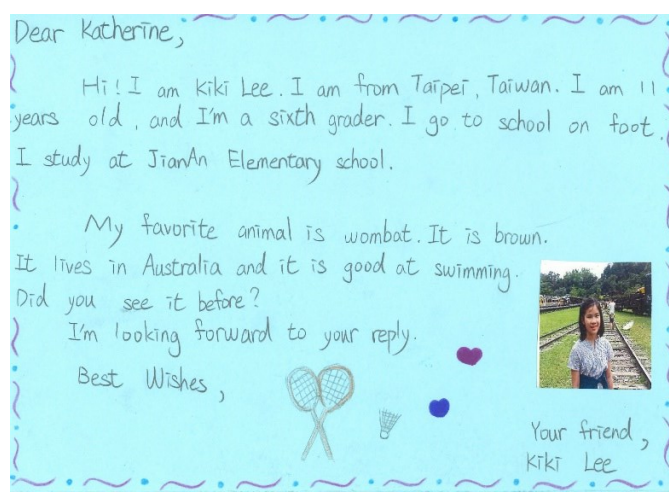 Dear Katherine,
Hi! I am Kiki Lee. I am from Taipei, Taiwan. I am 11
years old, and I'm a sixth grader. I go to school on foot.
I study at JianAn Elementary school.
My favorite animal is wombat. It is brown.
It lives in Australia and it is good at swimming.
Did you see it before?
I'm looking forward to your reply.
Best Wishes,
Your friend,
Kiki Lee